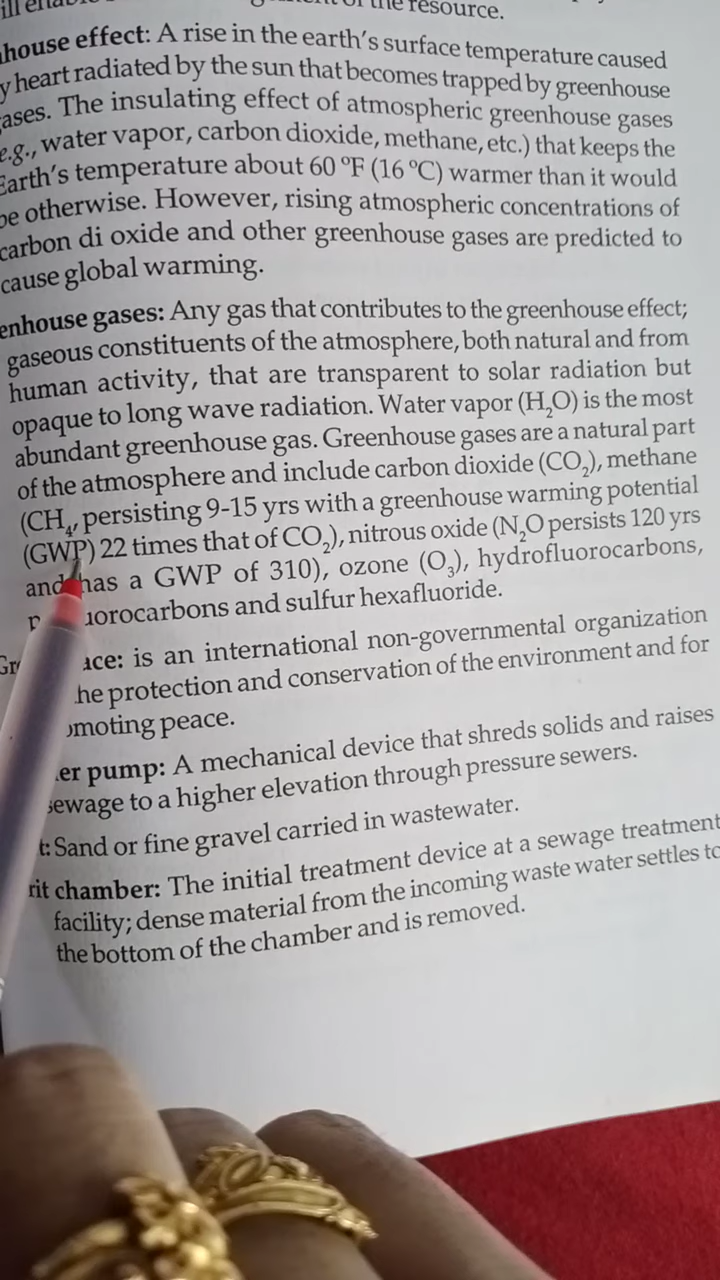 the resource.
house effect: A rise in the earth's surface temperature caused
y heart radiated by the sun that becomes trapped by greenhouse
ases. The insulating effect of atmospheric greenhouse gases
e.g., water vapor, carbon dioxide, methane, etc.) that keeps the
Earth's temperature about 60 ºF (16 ºC) warmer than it would
be otherwise. However, rising atmospheric concentrations of
carbon di oxide and other greenhouse gases are predicted to
cause global warming.
enhouse gases: Any gas that contributes to the greenhouse effect;
gaseous constituents of the atmosphere, both natural and from
human activity, that are transparent to solar radiation but
opaque to long wave radiation. Water vapor (H₂O) is the most
abundant greenhouse gas. Greenhouse gases are a natural part
of the atmosphere and include carbon dioxide (CO₂), methane
(CH₄, persisting 9-15 yrs with a greenhouse warming potential
(GWP) 22 times that of CO₂), nitrous oxide (N₂O persists 120 yrs
and has a GWP of 310), ozone (O₃), hydrofluorocarbons,
uorocarbons and sulfur hexafluoride.
ace: is an international non-governmental organization
he protection and conservation of the environment and for
omoting peace.
er pump: A mechanical device that shreds solids and raises
sewage to a higher elevation through pressure sewers.
t: Sand or fine gravel carried in wastewater.
rit chamber: The initial treatment device at a sewage treatment
facility; dense material from the incoming waste water settles to
the bottom of the chamber and is removed.